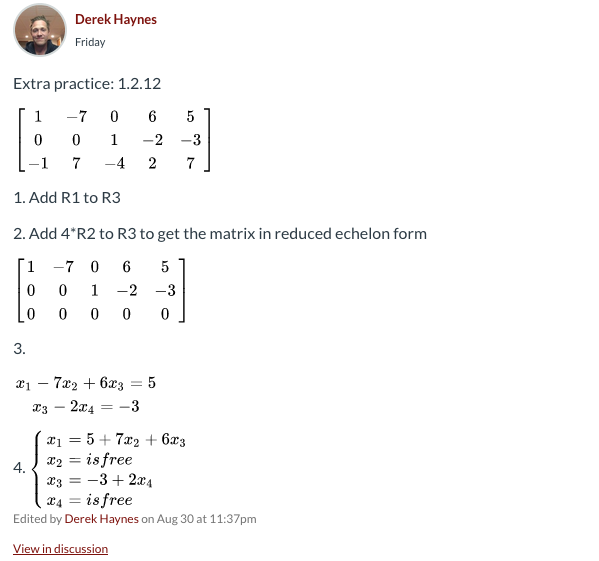 Derek Haynes
Friday
Extra practice: 1.2.12
1 −7 0 6 5
0 0 1 −2 −3
−1 7 −4 2 7
1. Add R1 to R3
2. Add 4*R2 to R3 to get the matrix in reduced echelon form
1 −7 0 6 5
0 0 1 −2 −3
0 0 0 0 0
3.
x₁ − 7x₂ + 6x₃ = 5
x₃ − 2x₄ = −3
4.
x₁ = 5 + 7x₂ + 6x₃
x₂ = isfree
x₃ = −3 + 2x₄
x₄ = isfree
Edited by Derek Haynes on Aug 30 at 11:37pm
View in discussion